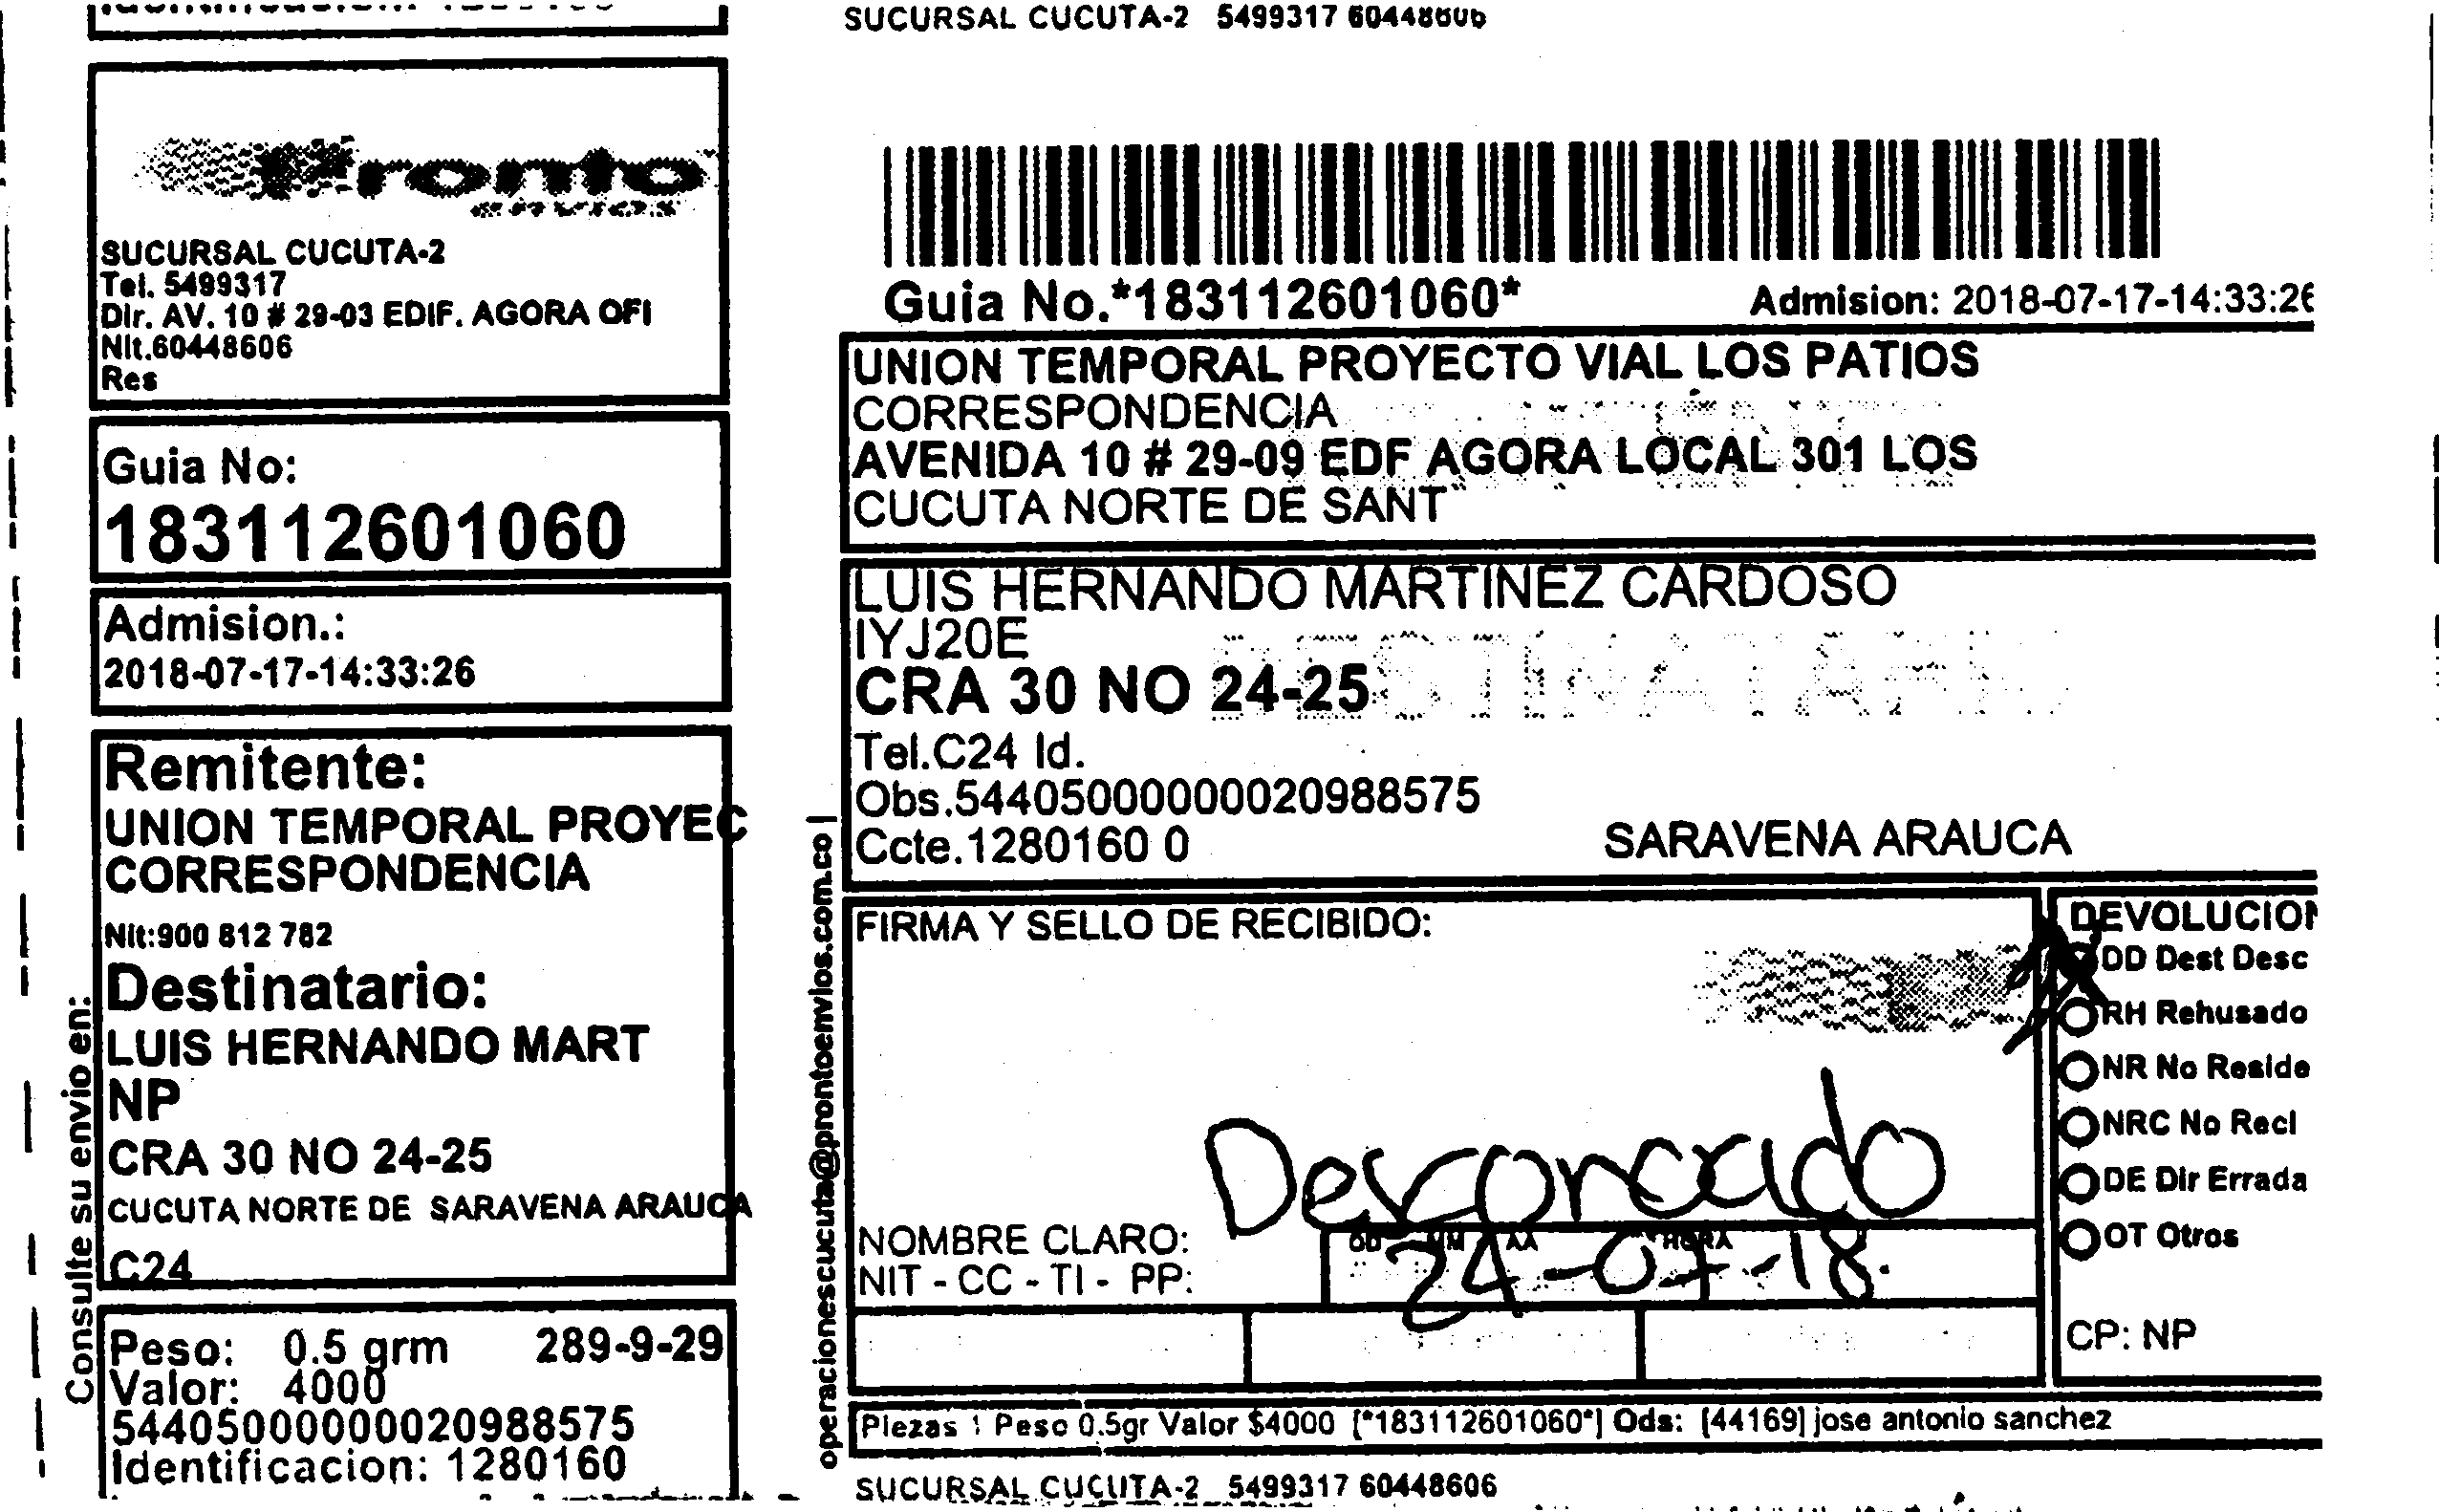 SUCURSAL CUCUTA-2 5499317 60448606
Pronto
SUCURSAL CUCUTA-2
Tel. 5499317
Dir. AV. 10 # 29-03 EDIF. AGORA OFI
Nit.60448606
Res
Guia No:
183112601060
Admision.:
2018-07-17-14:33:26
Remitente:
UNION TEMPORAL PROYEC
CORRESPONDENCIA
Nit:900 812 782
Destinatario:
LUIS HERNANDO MART
NP
CRA 30 NO 24-25
CUCUTA NORTE DE SARAVENA ARAUCA
C24
Peso: 0.5 grm 289-9-29
Valor: 4000
544050000000020988575
Identificacion: 1280160
Consulte su envio en:
operacionescucuta@prontoenvios.com.co |
Guia No.*183112601060*
Admision: 2018-07-17-14:33:26
UNION TEMPORAL PROYECTO VIAL LOS PATIOS
CORRESPONDENCIA
AVENIDA 10 # 29-09 EDF AGORA LOCAL 301 LOS
CUCUTA NORTE DE SANT
LUIS HERNANDO MARTINEZ CARDOSO
IYJ20E
DESTINATARIO
CRA 30 NO 24-25
Tel.C24 Id.
Obs.544050000000020988575
Ccte.1280160 0
SARAVENA ARAUCA
FIRMA Y SELLO DE RECIBIDO:
Desconocido
NOMBRE CLARO:
NIT - CC - TI - PP:
DD MM AA HORA
24-07-18.
DEVOLUCION
DD Dest Desc
RH Rehusado
NR No Reside
NRC No Recl
DE Dir Errada
OT Otros
CP: NP
Piezas 1 Peso 0.5gr Valor $4000 [*183112601060*] Ods: [44169] jose antonio sanchez
SUCURSAL CUCUTA-2 5499317 60448606